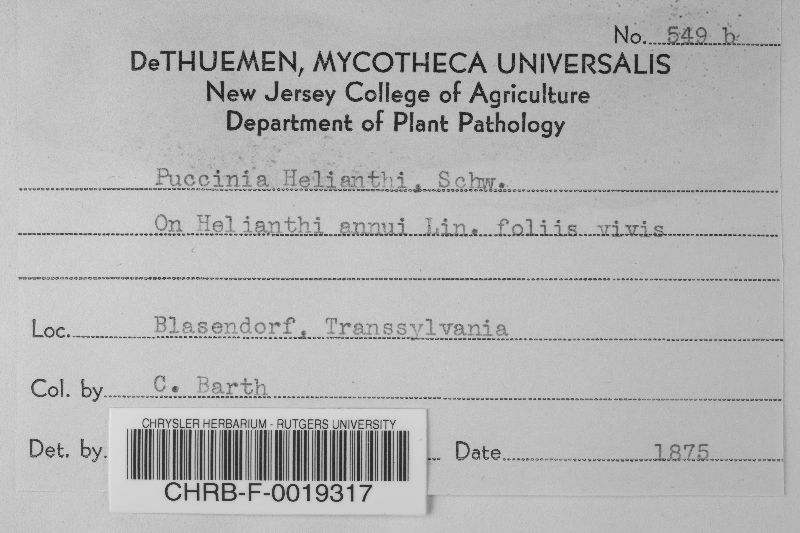 No. 549 b
DeTHUEMEN, MYCOTHECA UNIVERSALIS
New Jersey College of Agriculture
Department of Plant Pathology
Puccinia Helianthi, Schw.
On Helianthi annui Lin. foliis vivis
Loc. Blasendorf, Transsylvania
Col. by C. Barth
Det. by
Date 1875
CHRYSLER HERBARIUM - RUTGERS UNIVERSITY
CHRB-F-0019317